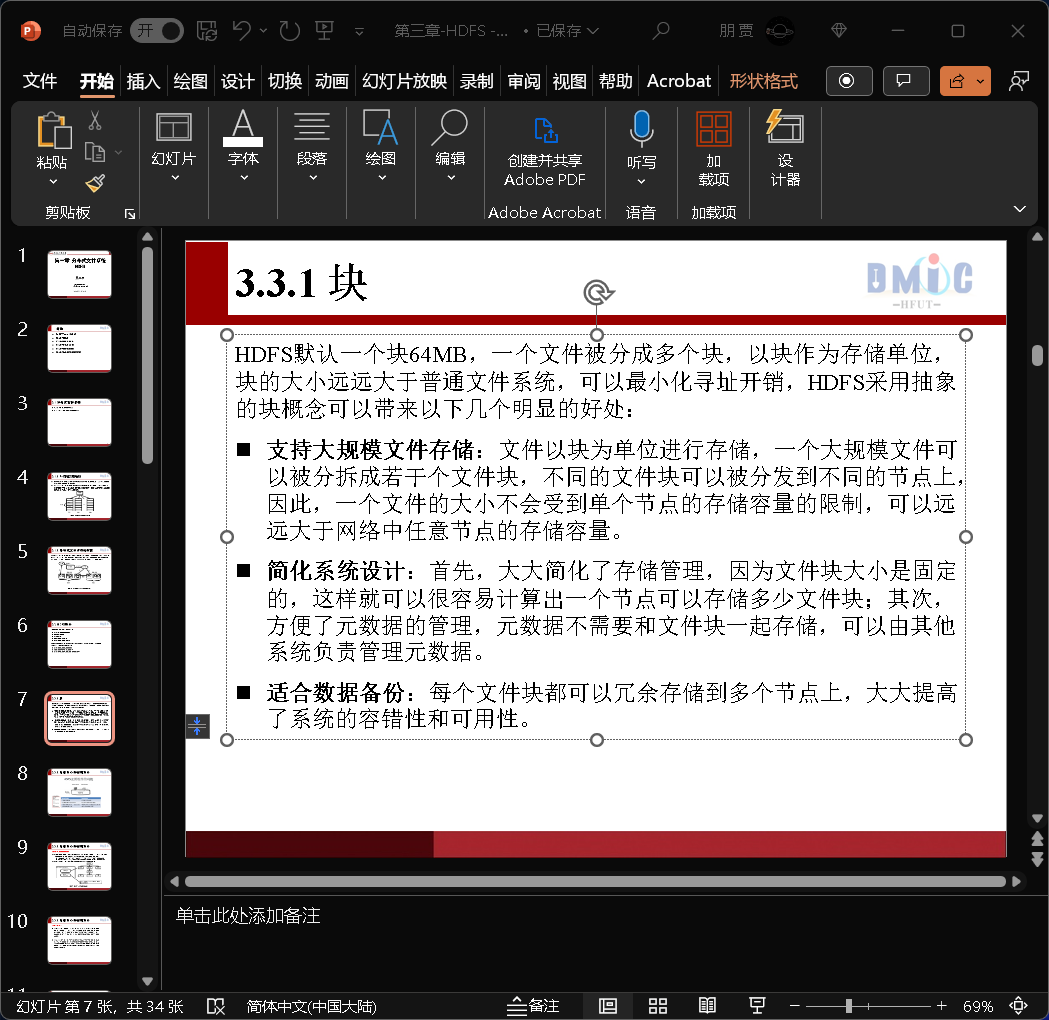 自动保存 开 第三章-HDFS -... • 已保存 朋 贾
文件 开始 插入 绘图 设计 切换 动画 幻灯片放映 录制 审阅 视图 帮助 Acrobat 形状格式
粘贴 幻灯片 字体 段落 绘图 编辑 创建并共享 Adobe PDF 听写 加载项 设计器
剪贴板 Adobe Acrobat 语音 加载项
3.3.1 块
DMiC
-HFUT-
HDFS默认一个块64MB，一个文件被分成多个块，以块作为存储单位，
块的大小远远大于普通文件系统，可以最小化寻址开销，HDFS采用抽象
的块概念可以带来以下几个明显的好处：
■ 支持大规模文件存储：文件以块为单位进行存储，一个大规模文件可
以被分拆成若干个文件块，不同的文件块可以被分发到不同的节点上，
因此，一个文件的大小不会受到单个节点的存储容量的限制，可以远
远大于网络中任意节点的存储容量。
■ 简化系统设计：首先，大大简化了存储管理，因为文件块大小是固定
的，这样就可以很容易计算出一个节点可以存储多少文件块；其次，
方便了元数据的管理，元数据不需要和文件块一起存储，可以由其他
系统负责管理元数据。
■ 适合数据备份：每个文件块都可以冗余存储到多个节点上，大大提高
了系统的容错性和可用性。
1
2
3
4
5
6
7
8
9
10
单击此处添加备注
幻灯片 第 7 张，共 34 张 简体中文(中国大陆) 备注 69%